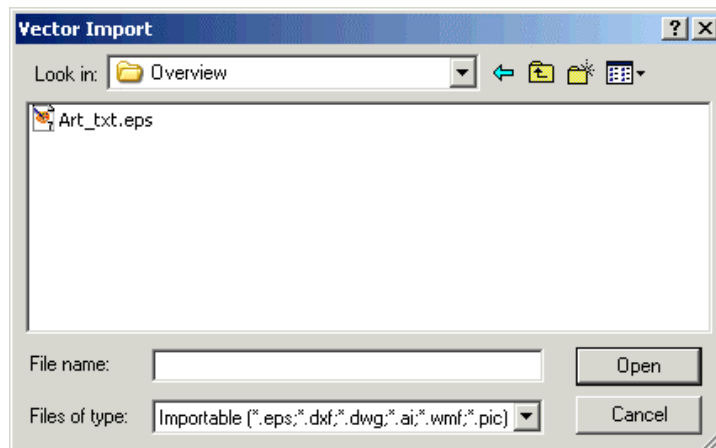 Vector Import
Look in: Overview
Art_txt.eps
File name: Open
Files of type: Importable (*.eps;*.dxf;*.dwg;*.ai;*.wmf;*.pic) Cancel